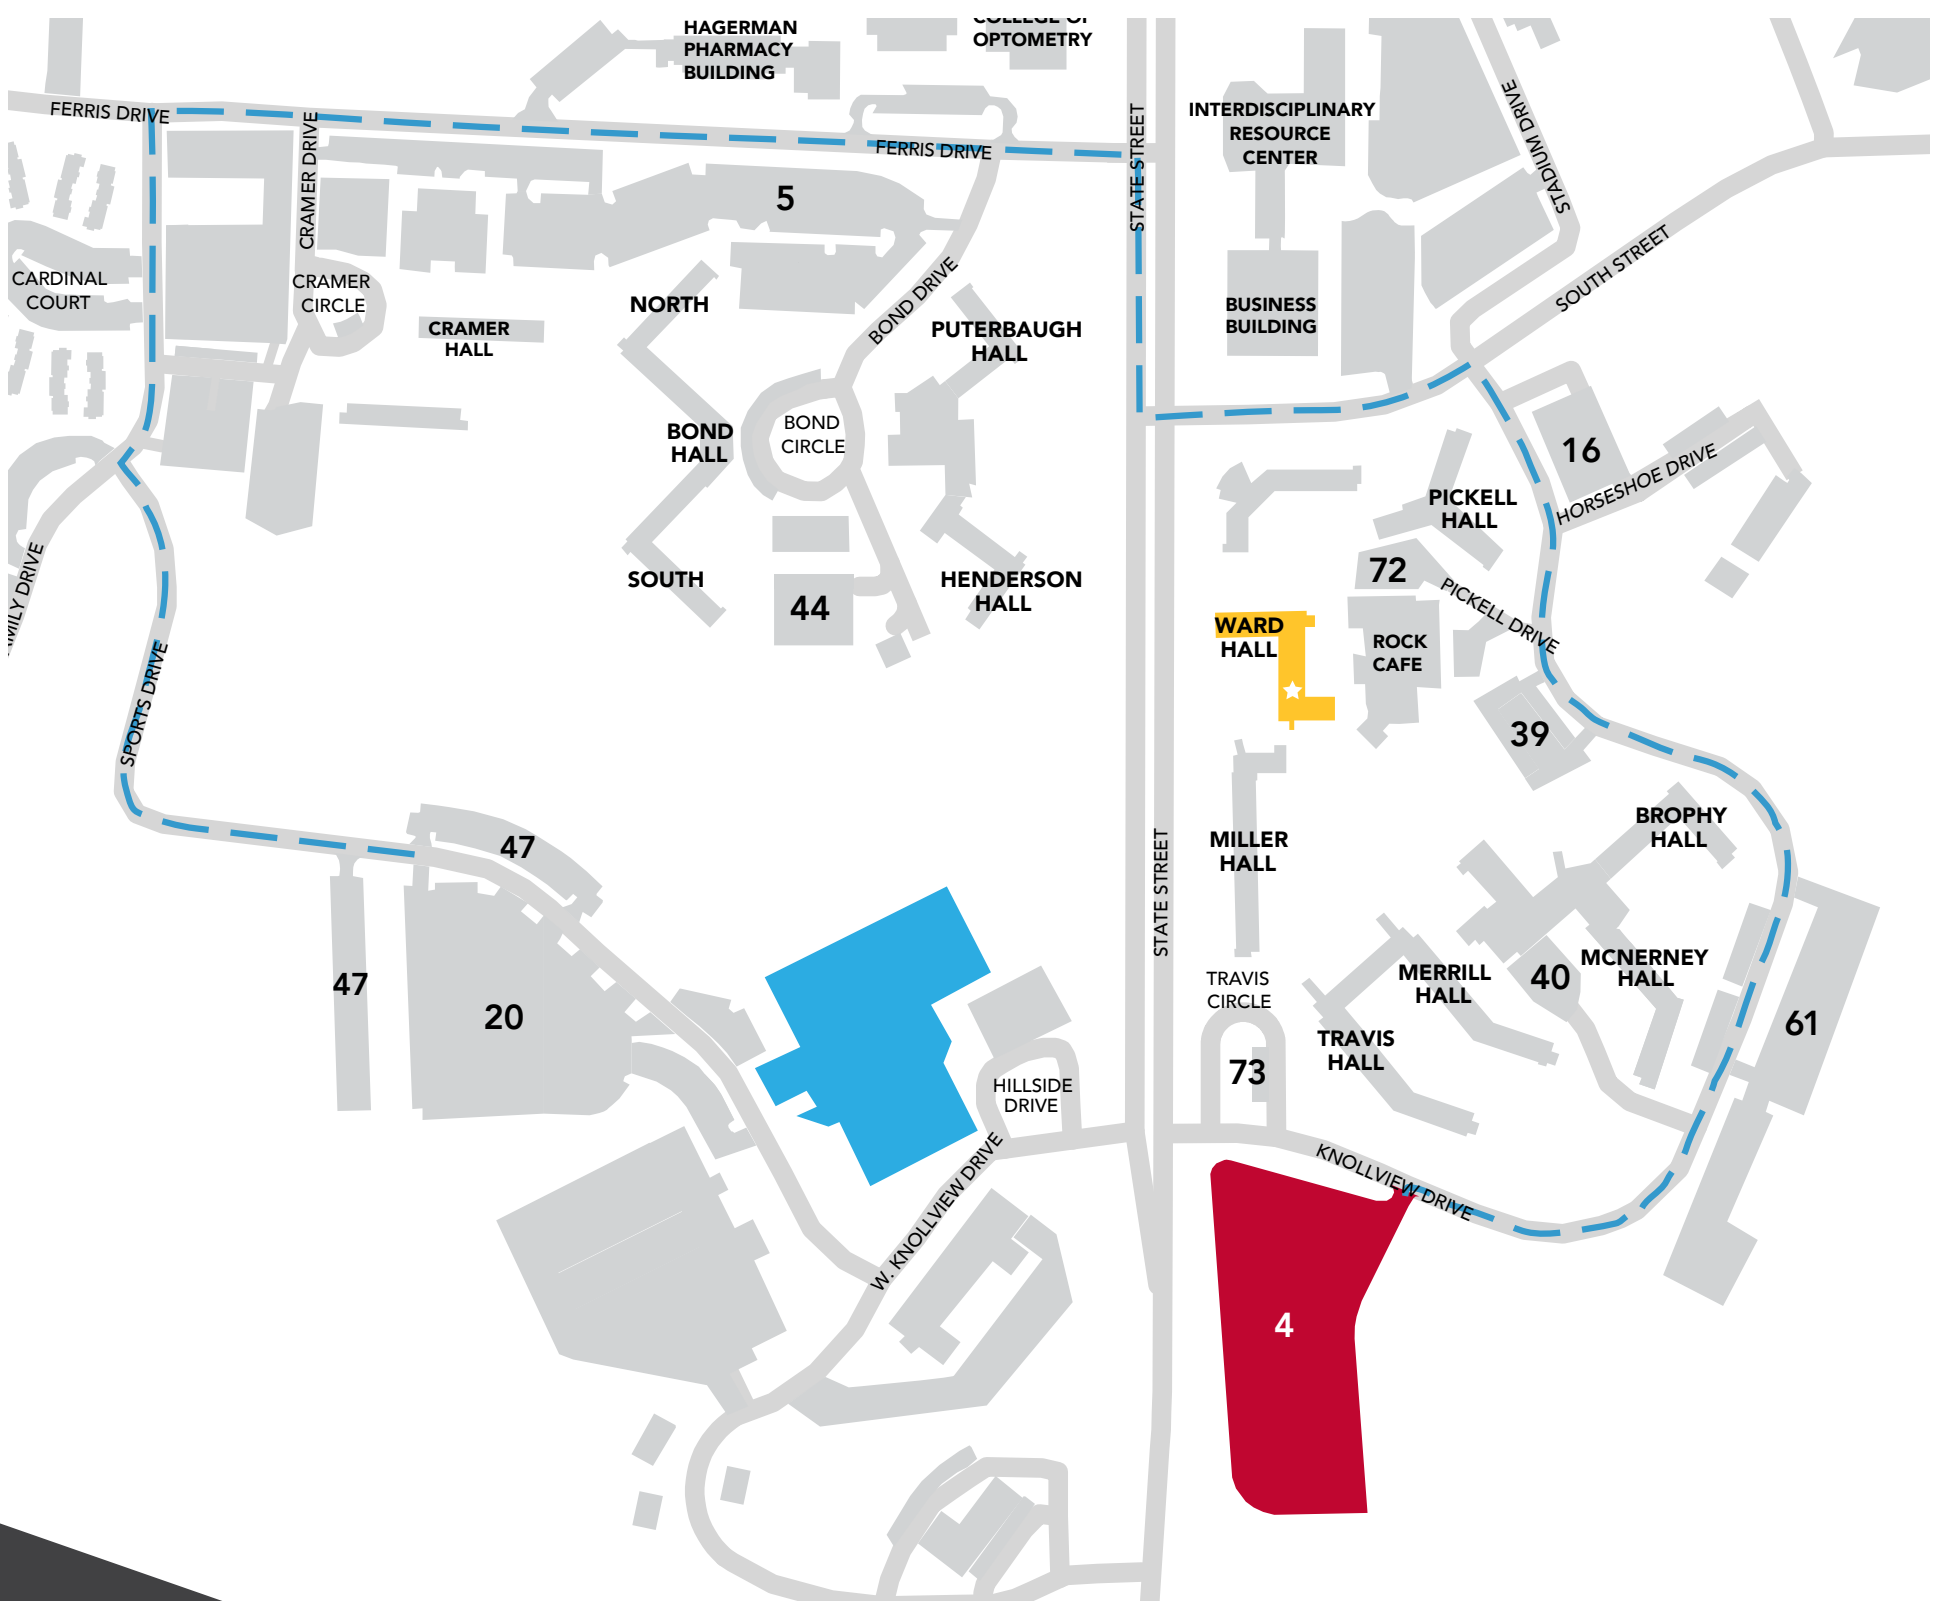 HAGERMAN
PHARMACY
BUILDING
COLLEGE OF
OPTOMETRY
FERRIS DRIVE
CRAMER DRIVE
FERRIS DRIVE
STATE STREET
INTERDISCIPLINARY
RESOURCE
CENTER
STADIUM DRIVE
5
SOUTH STREET
CARDINAL
COURT
CRAMER
CIRCLE
CRAMER
HALL
NORTH
BOND DRIVE
PUTERBAUGH
HALL
BUSINESS
BUILDING
BOND
HALL
BOND
CIRCLE
16
HORSESHOE DRIVE
PICKELL
HALL
SOUTH
44
HENDERSON
HALL
72
PICKELL DRIVE
WARD
HALL
ROCK
CAFE
MILY DRIVE
SPORTS DRIVE
39
47
MILLER
HALL
STATE STREET
BROPHY
HALL
47
20
TRAVIS
CIRCLE
MERRILL
HALL
40
MCNERNEY
HALL
61
TRAVIS
HALL
73
HILLSIDE
DRIVE
W. KNOLLVIEW DRIVE
KNOLLVIEW DRIVE
4